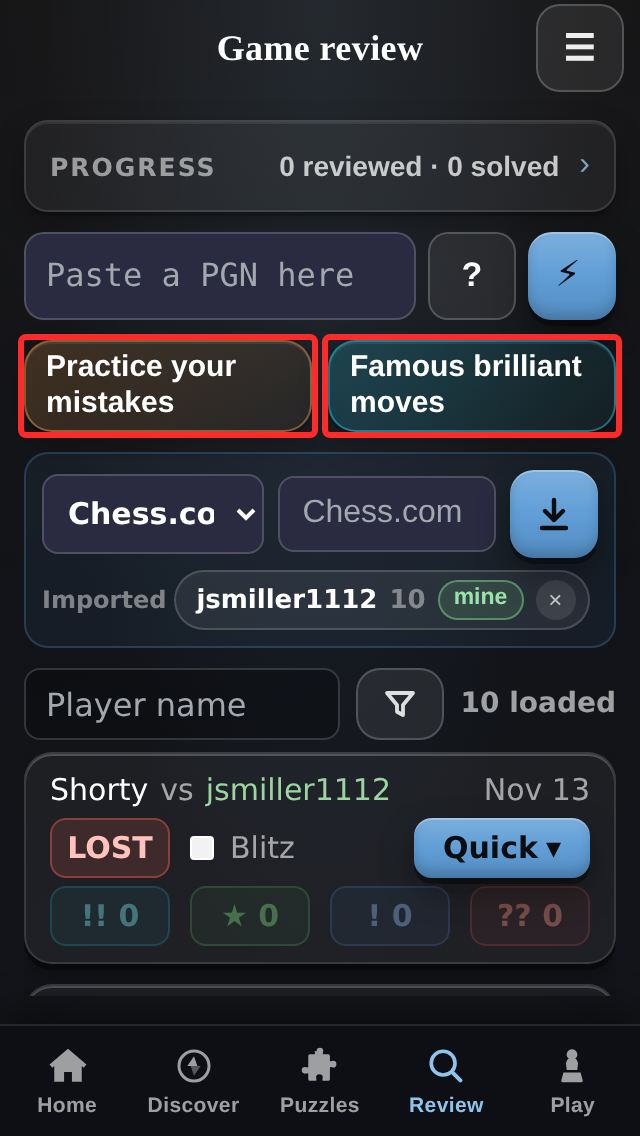 Game review
☰
PROGRESS 0 reviewed · 0 solved ›
Paste a PGN here ? ⚡
Practice your
mistakes
Famous brilliant
moves
Chess.co Chess.com
Imported jsmiller1112 10 mine ×
Player name 10 loaded
Shorty vs jsmiller1112 Nov 13
LOST Blitz Quick ▾
!! 0 ★ 0 ! 0 ?? 0
Home Discover Puzzles Review Play